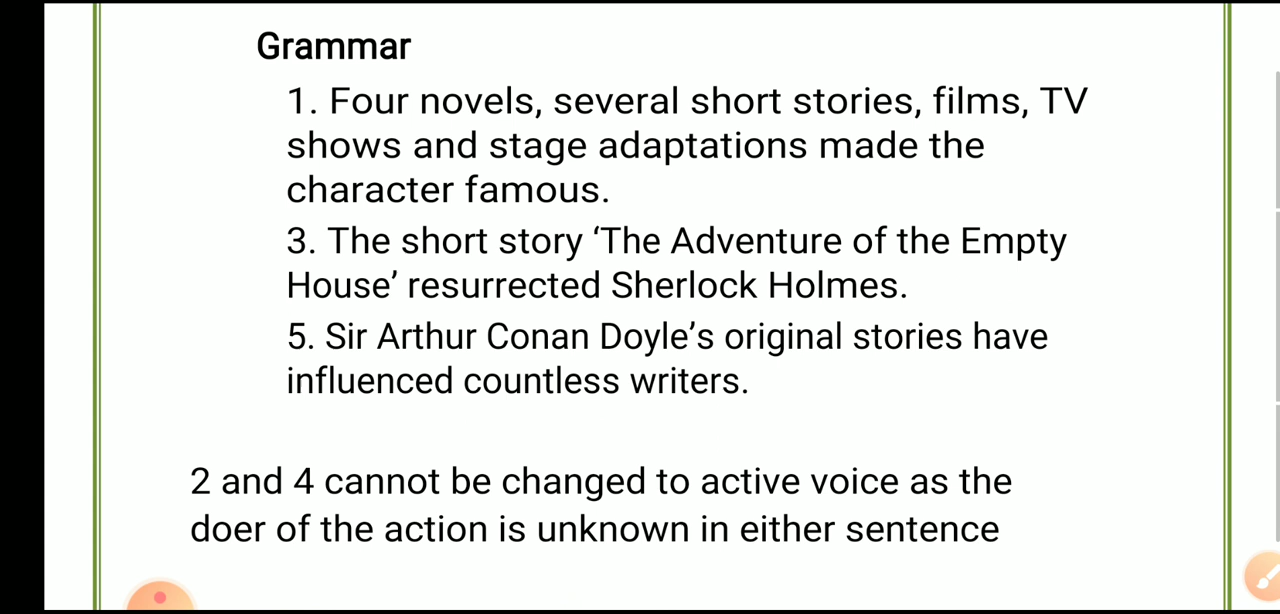 Grammar
1. Four novels, several short stories, films, TV
shows and stage adaptations made the
character famous.
3. The short story ‘The Adventure of the Empty
House’ resurrected Sherlock Holmes.
5. Sir Arthur Conan Doyle’s original stories have
influenced countless writers.
2 and 4 cannot be changed to active voice as the
doer of the action is unknown in either sentence